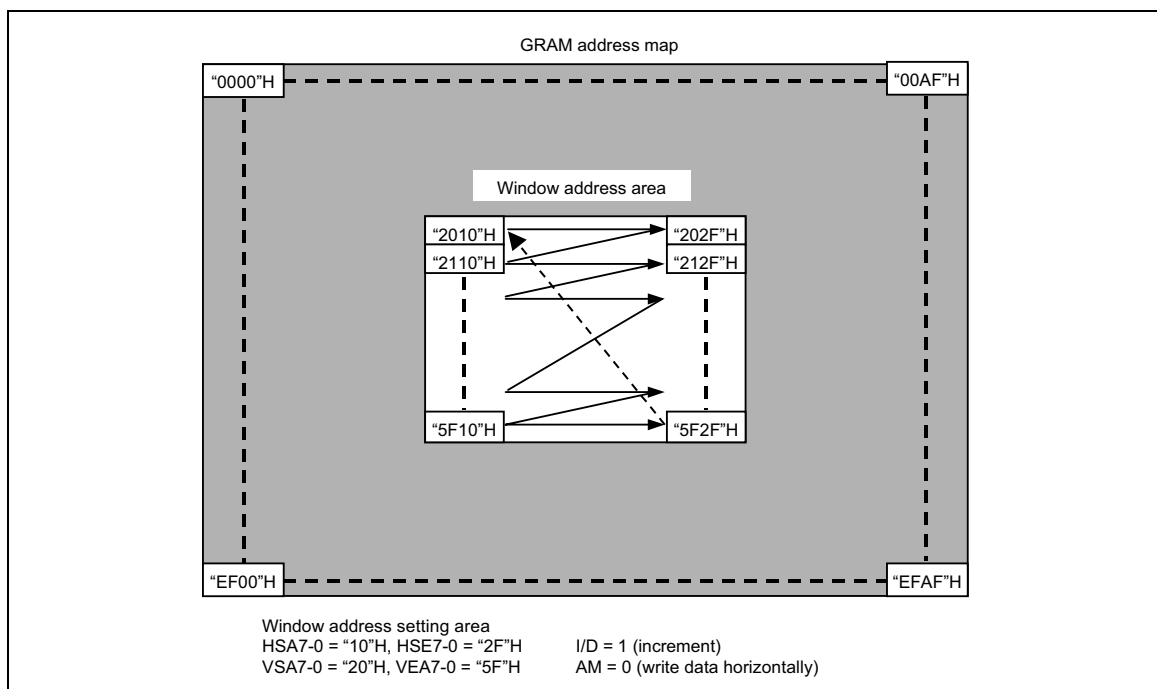 GRAM address map
“0000”H
“00AF”H
Window address area
“2010”H
“202F”H
“2110”H
“212F”H
“5F10”H
“5F2F”H
“EF00”H
“EFAF”H
Window address setting area
HSA7-0 = “10”H, HSE7-0 = “2F”H I/D = 1 (increment)
VSA7-0 = “20”H, VEA7-0 = “5F”H AM = 0 (write data horizontally)